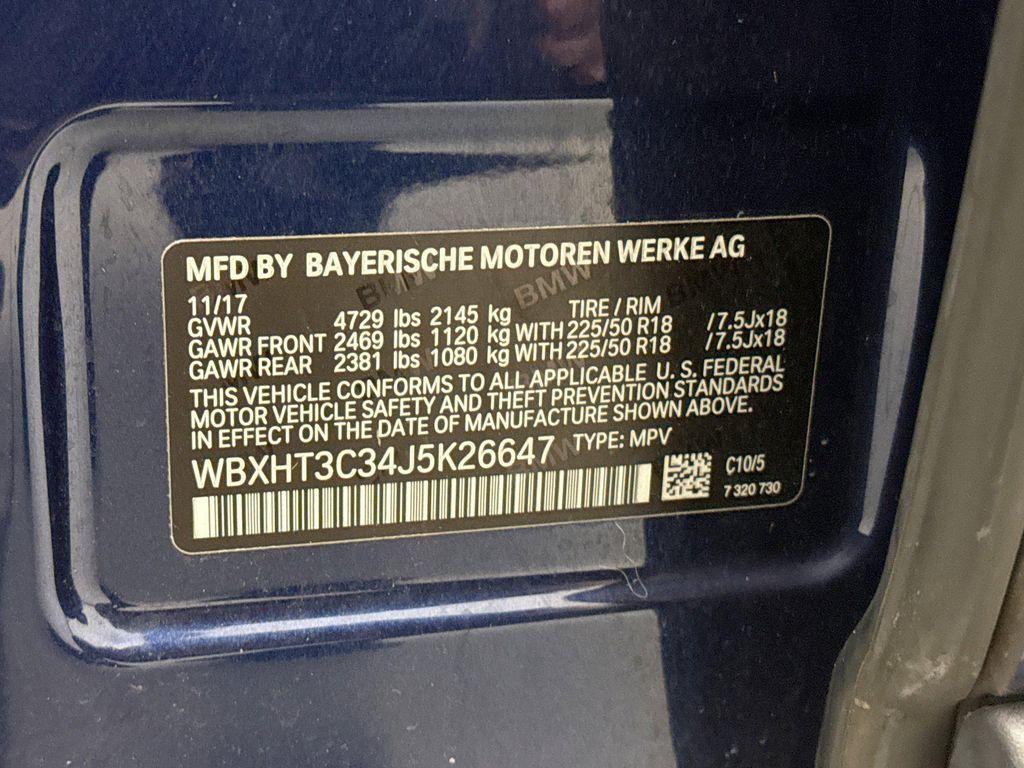 MFD BY BAYERISCHE MOTOREN WERKE AG
11/17 TIRE / RIM
GVWR 4729 lbs 2145 kg
GAWR FRONT 2469 lbs 1120 kg WITH 225/50 R18 /7.5Jx18
GAWR REAR 2381 lbs 1080 kg WITH 225/50 R18 /7.5Jx18
THIS VEHICLE CONFORMS TO ALL APPLICABLE U. S. FEDERAL
MOTOR VEHICLE SAFETY AND THEFT PREVENTION STANDARDS
IN EFFECT ON THE DATE OF MANUFACTURE SHOWN ABOVE.
WBXHT3C34J5K26647 TYPE: MPV
C10/5
7 320 730
BMW
BMW